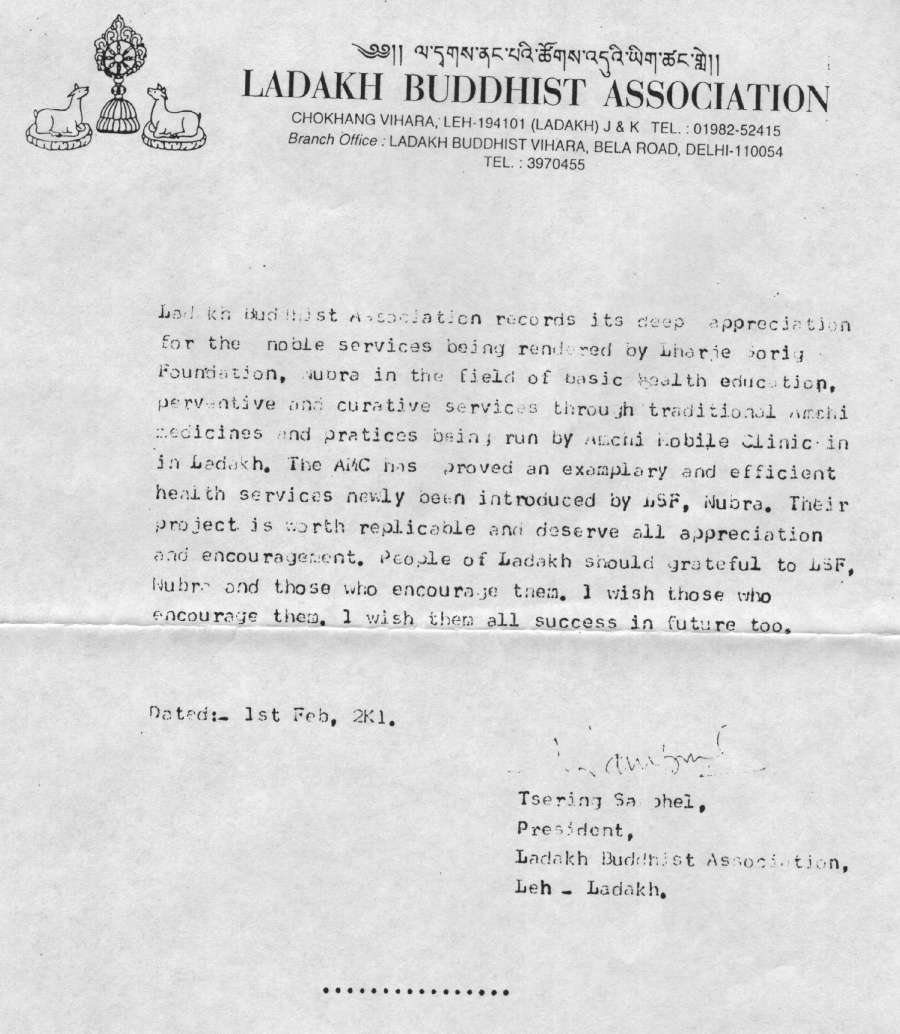 ༄༅།། ལ་དྭགས་ནང་པའི་ཚོགས་འདུའི་ཡིག་ཚང་གླེ།།
LADAKH BUDDHIST ASSOCIATION
CHOKHANG VIHARA, LEH-194101 (LADAKH) J & K TEL. : 01982-52415
Branch Office : LADAKH BUDDHIST VIHARA, BELA ROAD, DELHI-110054
TEL. : 3970455
Ladakh Buddhist Association records its deep appreciation
for the noble services being rendered by Lharje Sorig
Foundation, Nubra in the field of basic health education,
perventive and curative services through traditional Amchi
medicines and pratices being run by Amchi Mobile Clinic in
in Ladakh. The AMC has proved an examplary and efficient
health services newly been introduced by LSF, Nubra. Their
project is worth replicable and deserve all appreciation
and encouragement. People of Ladakh should grateful to LSF,
Nubra and those who encourage them. I wish those who
encourage them. I wish them all success in future too.
Dated:- 1st Feb, 2K1.
Tsering Samphel,
President,
Ladakh Buddhist Association,
Leh - Ladakh.